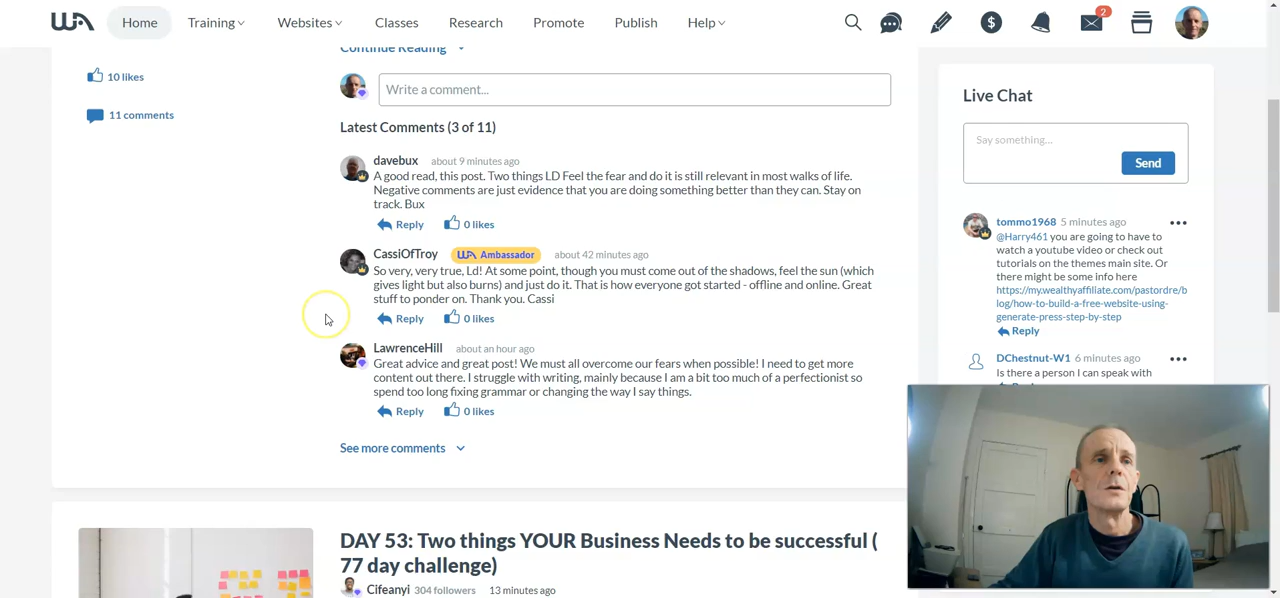 WA Home Training Websites Classes Research Promote Publish Help $ 2
Continue Reading
10 likes
11 comments
Write a comment...
Latest Comments (3 of 11)
davebux about 9 minutes ago
A good read, this post. Two things LD Feel the fear and do it is still relevant in most walks of life.
Negative comments are just evidence that you are doing something better than they can. Stay on
track. Bux
Reply 0 likes
CassiOfTroy WA Ambassador about 42 minutes ago
So very, very true, Ld! At some point, though you must come out of the shadows, feel the sun (which
gives light but also burns) and just do it. That is how everyone got started - offline and online. Great
stuff to ponder on. Thank you. Cassi
Reply 0 likes
LawrenceHill about an hour ago
Great advice and great post! We must all overcome our fears when possible! I need to get more
content out there. I struggle with writing, mainly because I am a bit too much of a perfectionist so
spend too long fixing grammar or changing the way I say things.
Reply 0 likes
See more comments
DAY 53: Two things YOUR Business Needs to be successful (
77 day challenge)
Cifeanyi 304 followers 13 minutes ago
Live Chat
Say something...
Send
tommo1968 5 minutes ago
@Harry461 you are going to have to
watch a youtube video or check out
tutorials on the themes main site. Or
there might be some info here
https://my.wealthyaffiliate.com/pastordre/b
log/how-to-build-a-free-website-using-
generate-press-step-by-step
Reply
DChestnut-W1 6 minutes ago
Is there a person I can speak with